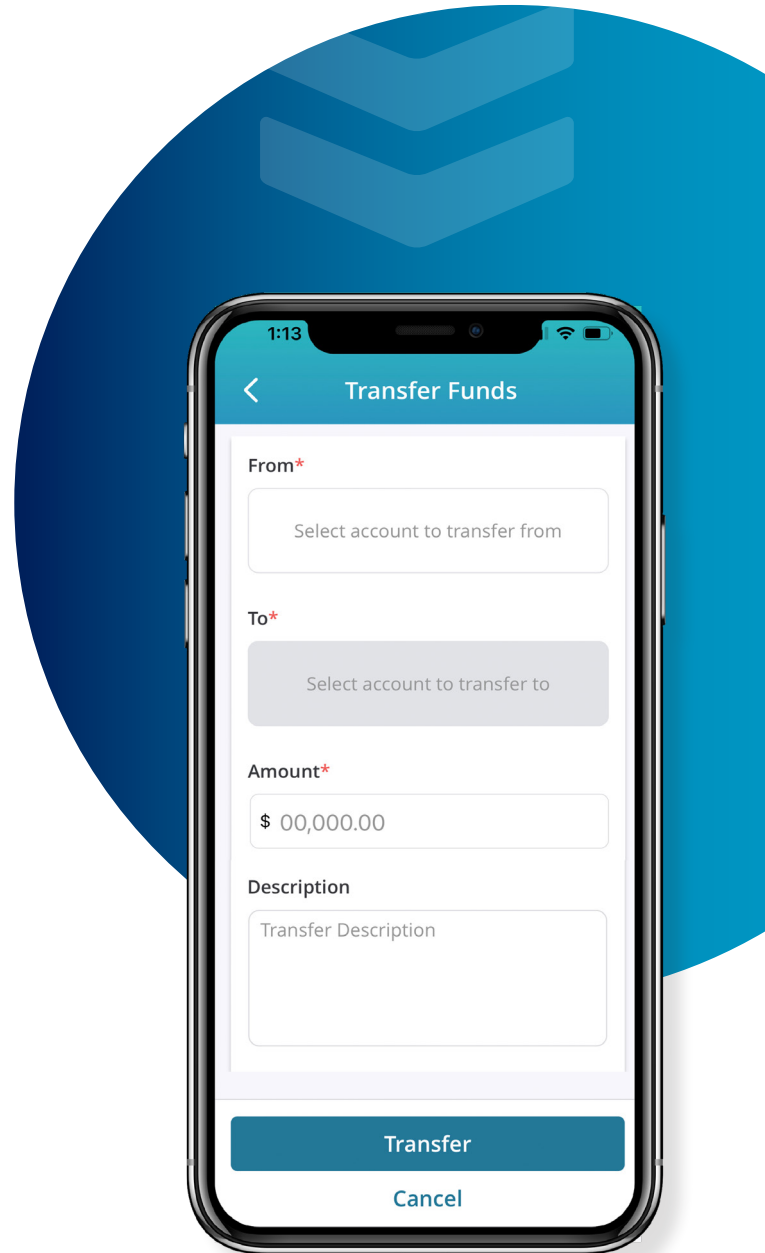 1:13
Transfer Funds
From*
Select account to transfer from
To*
Select account to transfer to
Amount*
$ 00,000.00
Description
Transfer Description
Transfer
Cancel